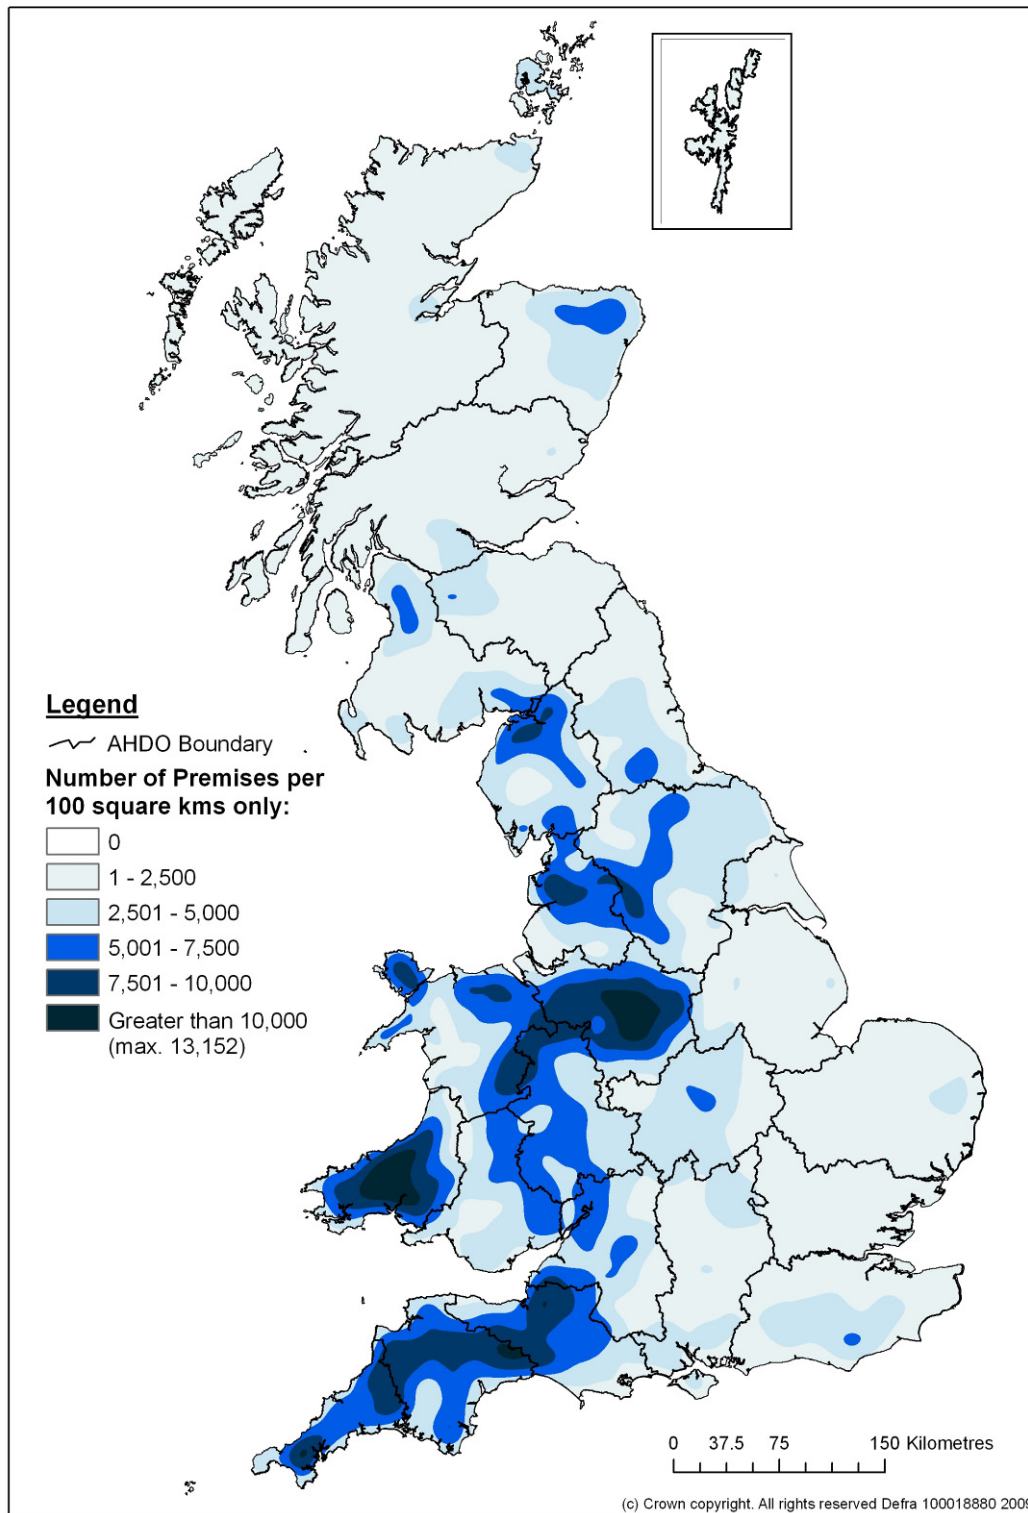 Legend
AHDO Boundary
Number of Premises per
100 square kms only:
0
1 - 2,500
2,501 - 5,000
5,001 - 7,500
7,501 - 10,000
Greater than 10,000
(max. 13,152)
0 37.5 75 150 Kilometres
(c) Crown copyright. All rights reserved Defra 100018880 2009